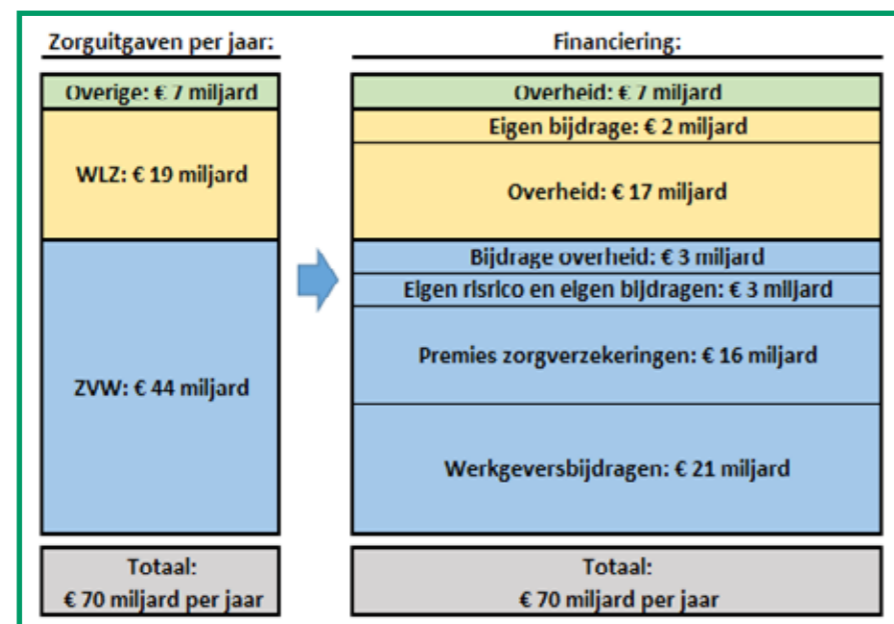 Zorguitgaven per jaar:
Overige: € 7 miljard
WLZ: € 19 miljard
ZVW: € 44 miljard
Totaal:
€ 70 miljard per jaar
Financiering:
Overheid: € 7 miljard
Eigen bijdrage: € 2 miljard
Overheid: € 17 miljard
Bijdrage overheid: € 3 miljard
Eigen risrico en eigen bijdragen: € 3 miljard
Premies zorgverzekeringen: € 16 miljard
Werkgeversbijdragen: € 21 miljard
Totaal:
€ 70 miljard per jaar